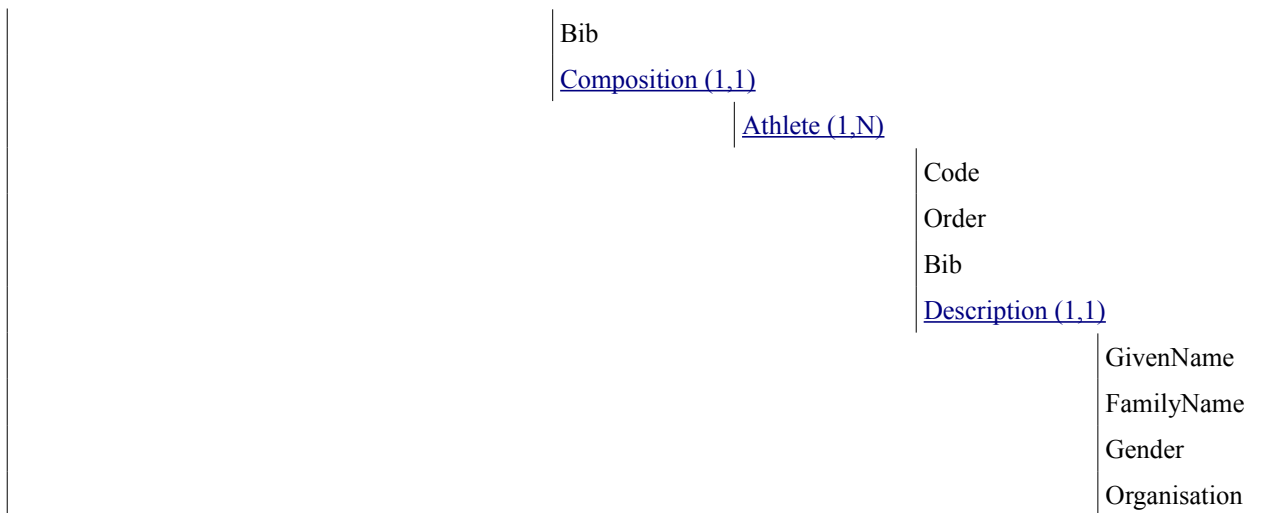 Bib
Composition (1,1)
Athlete (1,N)
Code
Order
Bib
Description (1,1)
GivenName
FamilyName
Gender
Organisation